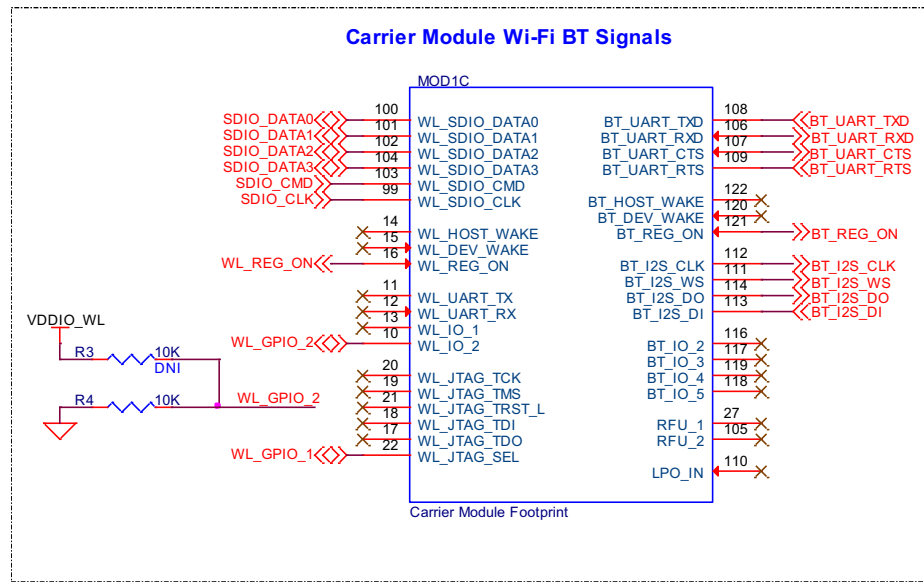 Carrier Module Wi-Fi BT Signals
MOD1C
SDIO_DATA0 100 WL_SDIO_DATA0 BT_UART_TXD 108 BT_UART_TXD
SDIO_DATA1 101 WL_SDIO_DATA1 BT_UART_RXD 106 BT_UART_RXD
SDIO_DATA2 102 WL_SDIO_DATA2 BT_UART_CTS 107 BT_UART_CTS
SDIO_DATA3 104 WL_SDIO_DATA3 BT_UART_RTS 109 BT_UART_RTS
SDIO_CMD 103 WL_SDIO_CMD
SDIO_CLK 99 WL_SDIO_CLK BT_HOST_WAKE 122
BT_DEV_WAKE 120
14 WL_HOST_WAKE BT_REG_ON 121 BT_REG_ON
15 WL_DEV_WAKE
WL_REG_ON 16 WL_REG_ON BT_I2S_CLK 112 BT_I2S_CLK
BT_I2S_WS 111 BT_I2S_WS
11 WL_UART_TX BT_I2S_DO 114 BT_I2S_DO
12 WL_UART_RX BT_I2S_DI 113 BT_I2S_DI
13 WL_IO_1
WL_GPIO_2 10 WL_IO_2 BT_IO_2 116
BT_IO_3 117
20 WL_JTAG_TCK BT_IO_4 119
19 WL_JTAG_TMS BT_IO_5 118
21 WL_JTAG_TRST_L
18 WL_JTAG_TDI RFU_1 27
17 WL_JTAG_TDO RFU_2 105
WL_GPIO_1 22 WL_JTAG_SEL
LPO_IN 110
VDDIO_WL
R3 10K
DNI
R4 10K WL_GPIO_2
Carrier Module Footprint